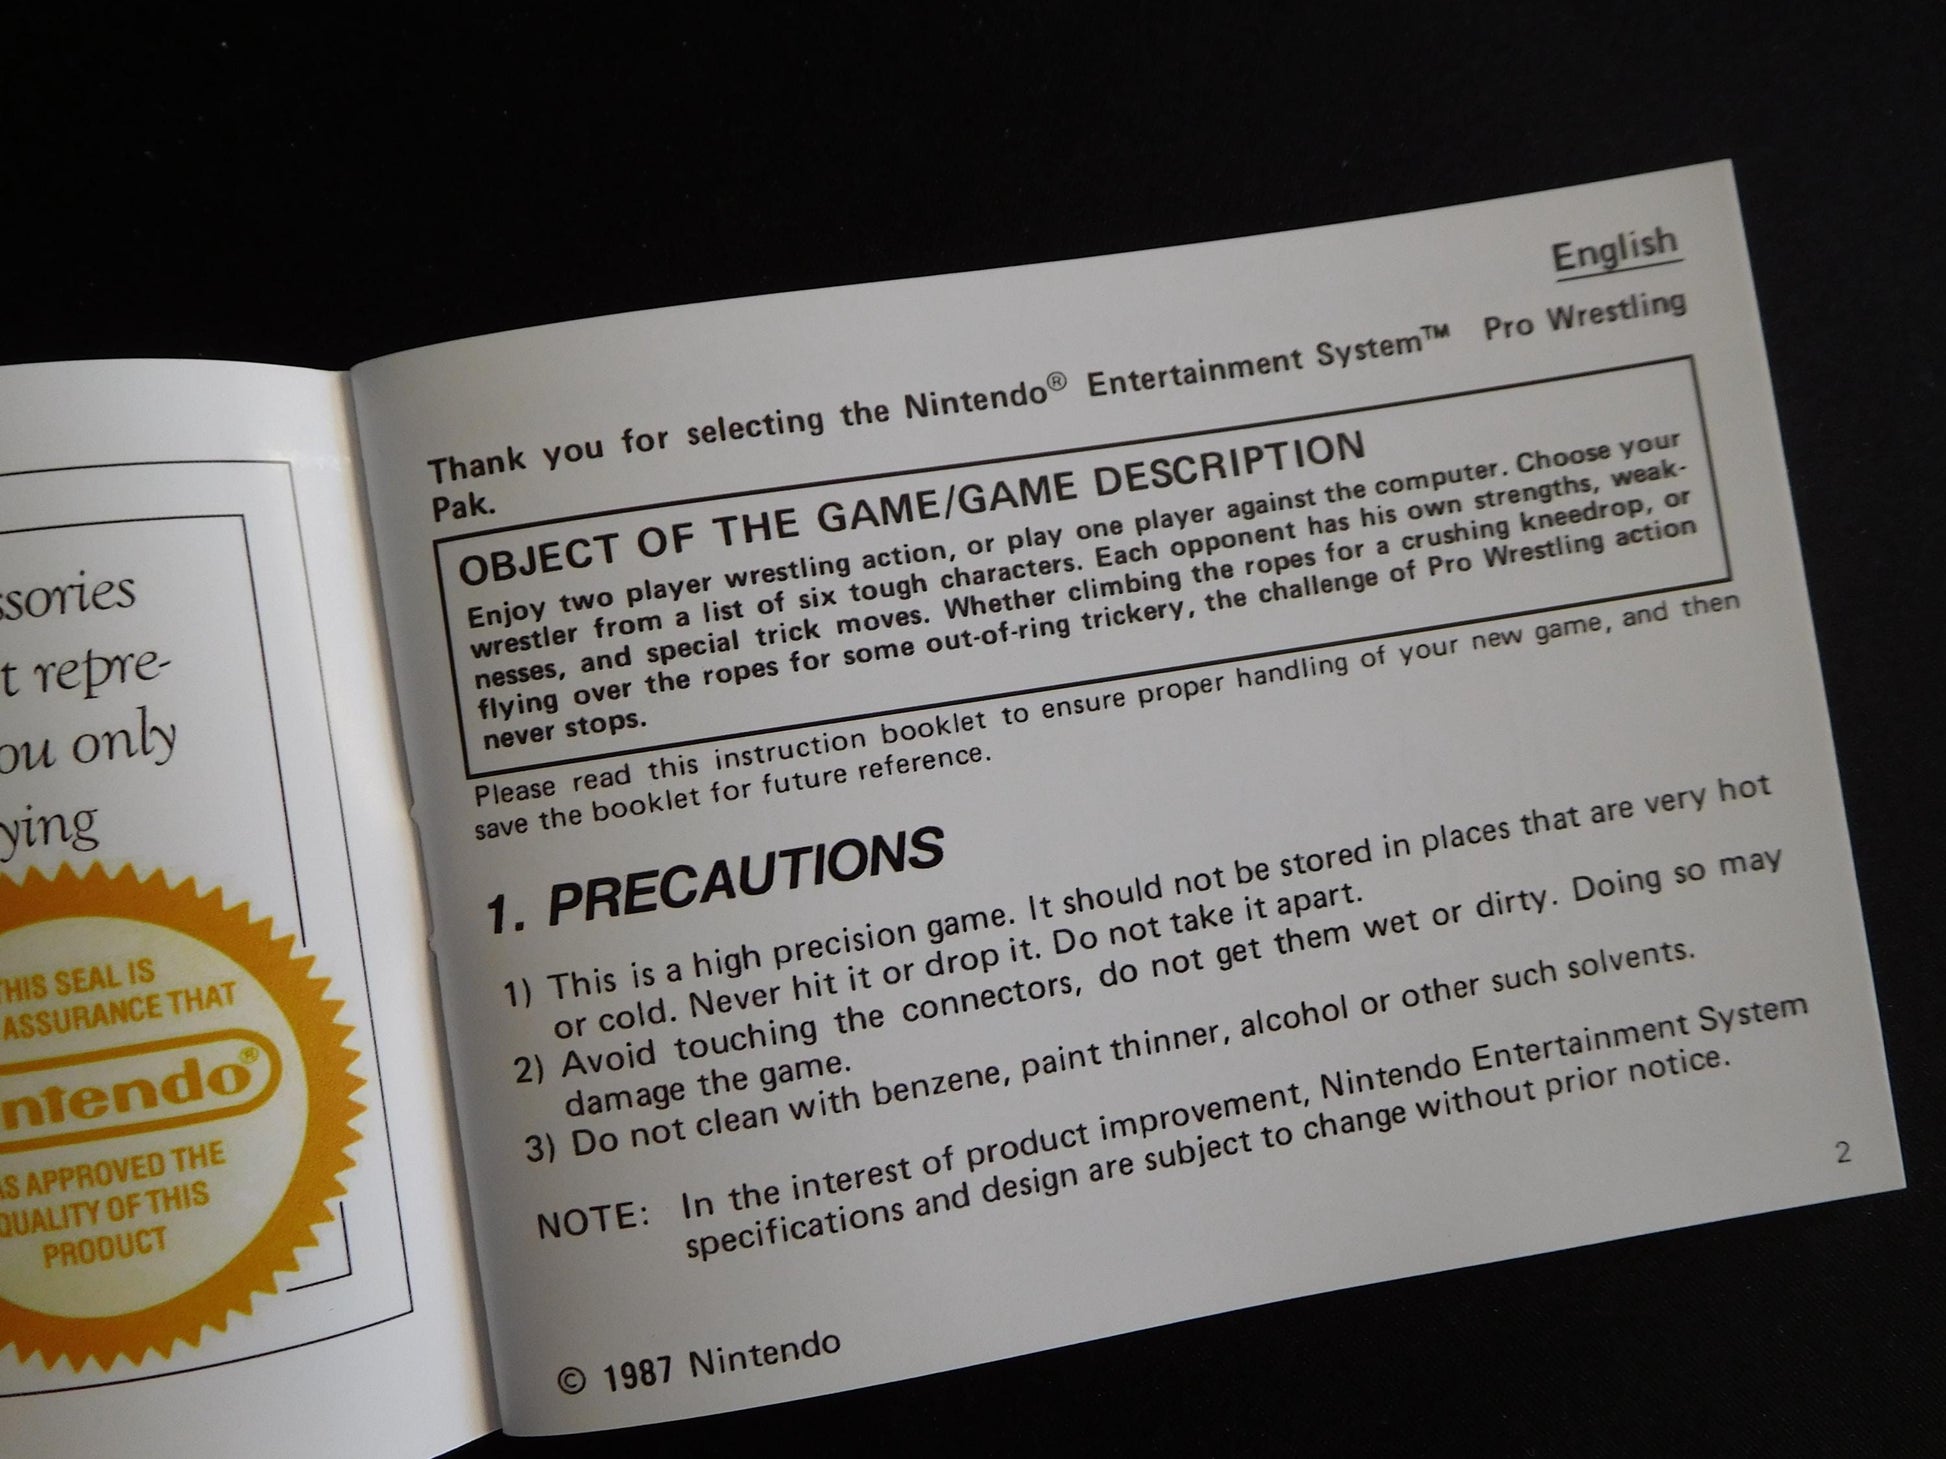 ssories
t repre-
ou only
ying
THIS SEAL IS
ASSURANCE THAT
ntendo®
AS APPROVED THE
QUALITY OF THIS
PRODUCT
English
Thank you for selecting the Nintendo® Entertainment System™ Pro Wrestling
Pak.
OBJECT OF THE GAME/GAME DESCRIPTION
Enjoy two player wrestling action, or play one player against the computer. Choose your
wrestler from a list of six tough characters. Each opponent has his own strengths, weak-
nesses, and special trick moves. Whether climbing the ropes for a crushing kneedrop, or
flying over the ropes for some out-of-ring trickery, the challenge of Pro Wrestling action
never stops.
Please read this instruction booklet to ensure proper handling of your new game, and then
save the booklet for future reference.
1. PRECAUTIONS
1) This is a high precision game. It should not be stored in places that are very hot
or cold. Never hit it or drop it. Do not take it apart.
2) Avoid touching the connectors, do not get them wet or dirty. Doing so may
damage the game.
3) Do not clean with benzene, paint thinner, alcohol or other such solvents.
NOTE: In the interest of product improvement, Nintendo Entertainment System
specifications and design are subject to change without prior notice.
2
© 1987 Nintendo